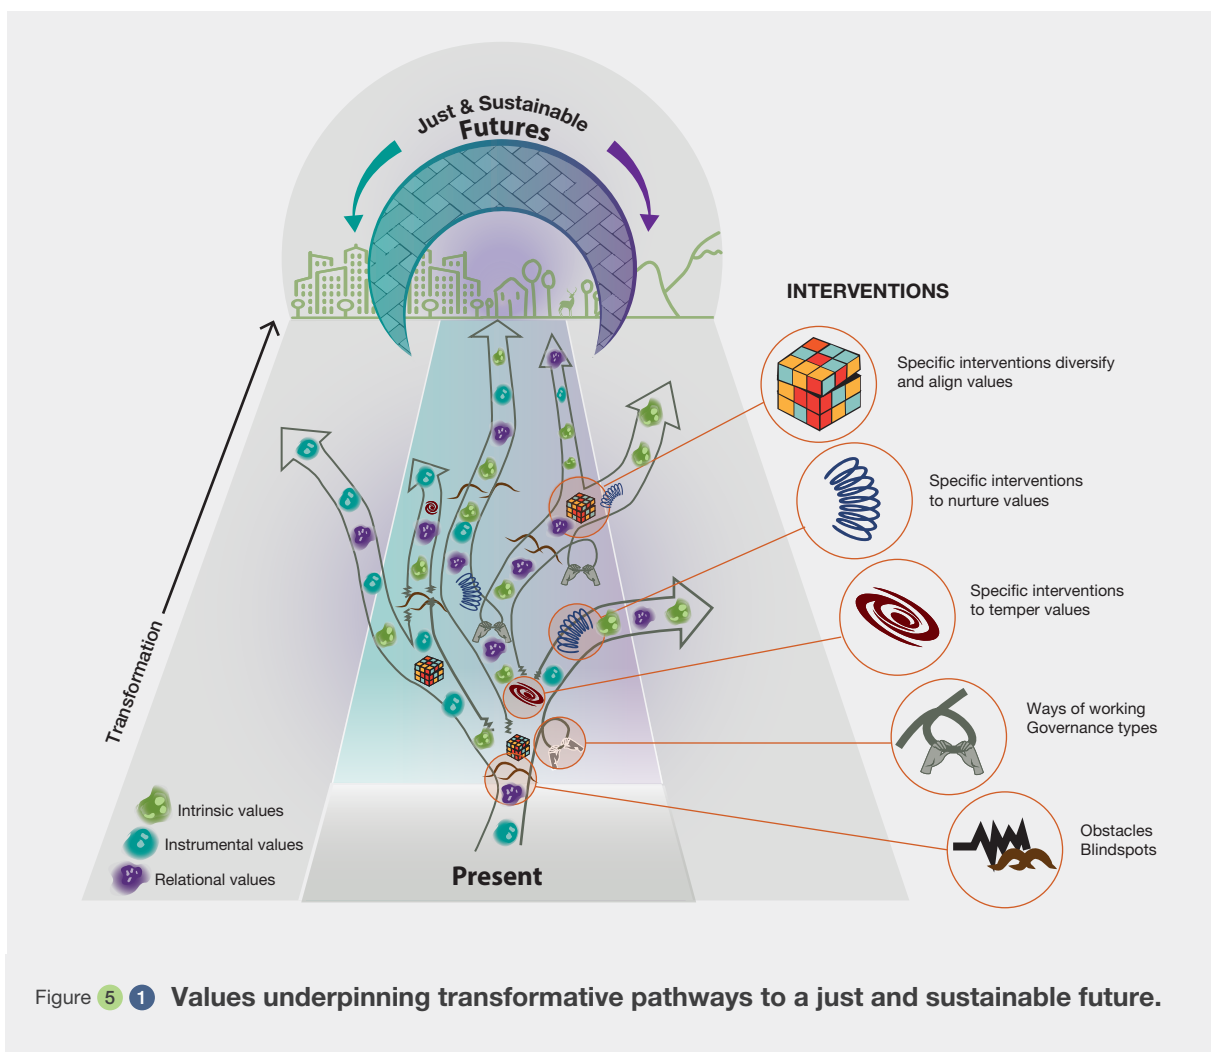 Just & Sustainable
Futures
INTERVENTIONS
Specific interventions diversify
and align values
Specific interventions
to nurture values
Specific interventions
to temper values
Ways of working
Governance types
Obstacles
Blindspots
Transformation
Intrinsic values
Instrumental values
Relational values
Present
Figure 5 1 Values underpinning transformative pathways to a just and sustainable future.